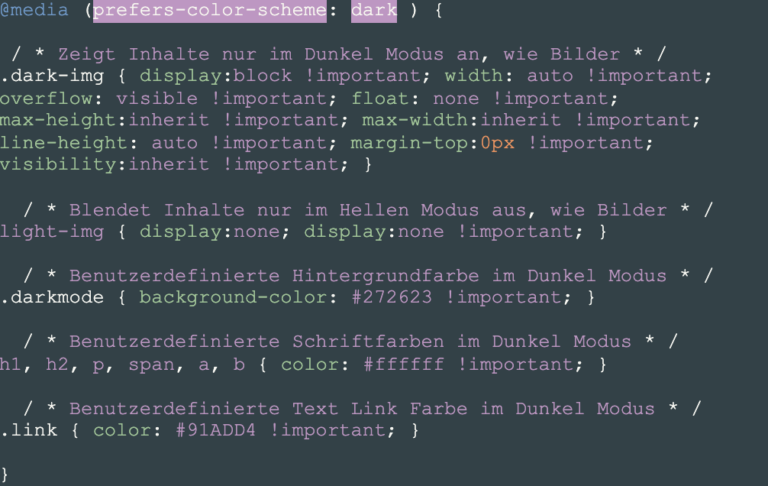 @media (prefers-color-scheme: dark ) {
/ * Zeigt Inhalte nur im Dunkel Modus an, wie Bilder * /
.dark-img { display:block !important; width: auto !important;
overflow: visible !important; float: none !important;
max-height:inherit !important; max-width:inherit !important;
line-height: auto !important; margin-top:0px !important;
visibility:inherit !important; }
/ * Blendet Inhalte nur im Hellen Modus aus, wie Bilder * /
light-img { display:none; display:none !important; }
/ * Benutzerdefinierte Hintergrundfarbe im Dunkel Modus * /
.darkmode { background-color: #272623 !important; }
/ * Benutzerdefinierte Schriftfarben im Dunkel Modus * /
h1, h2, p, span, a, b { color: #ffffff !important; }
/ * Benutzerdefinierte Text Link Farbe im Dunkel Modus * /
.link { color: #91ADD4 !important; }
}